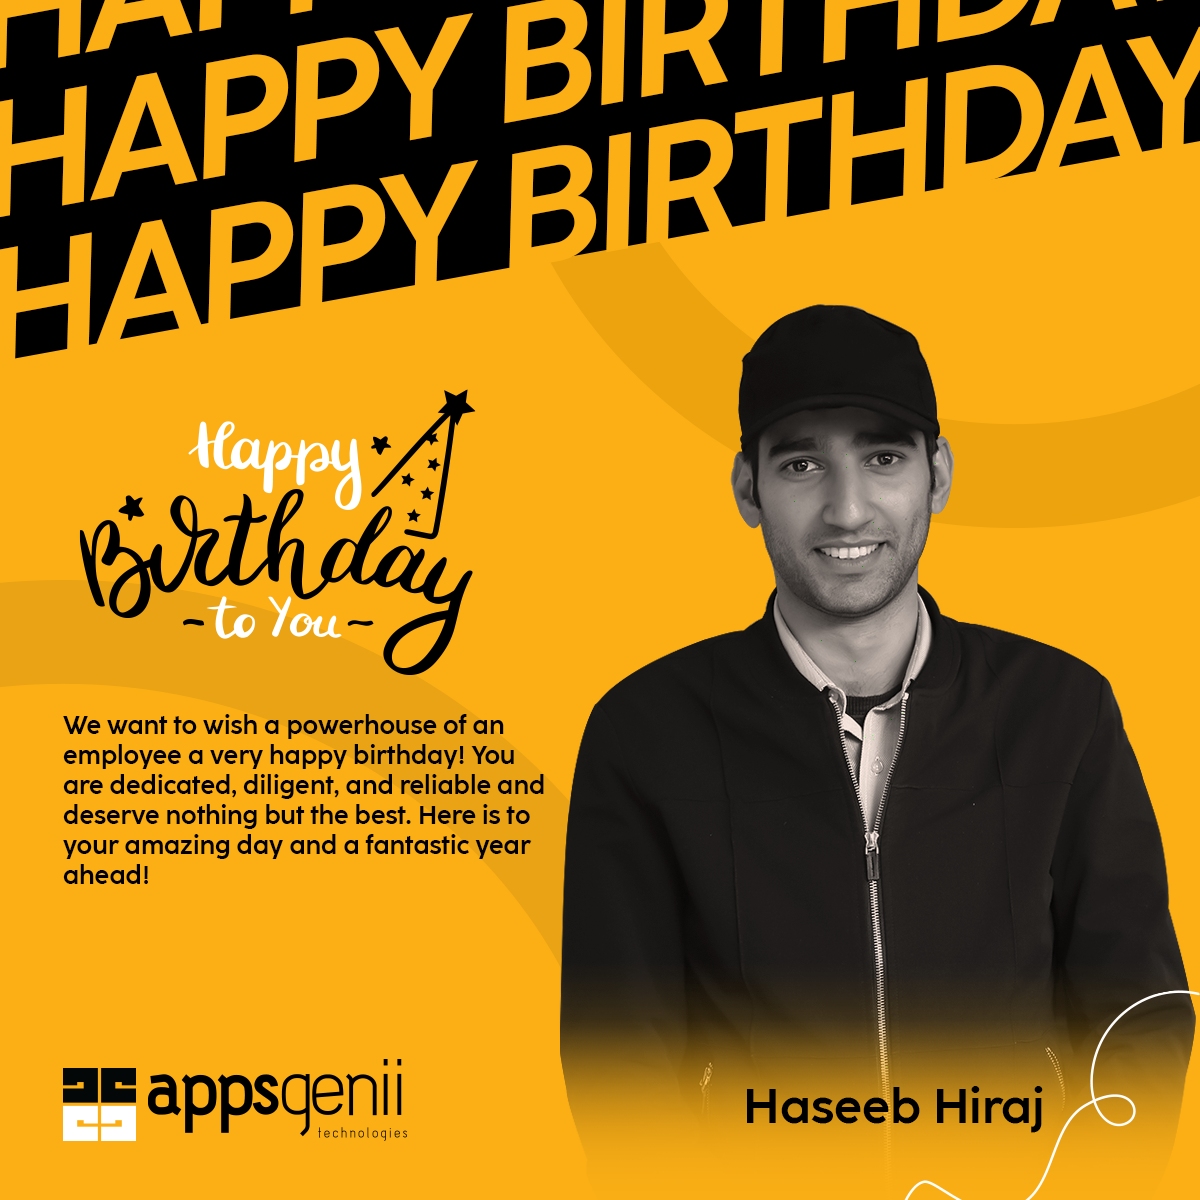 HAPPY BIRTHDAY
HAPPY BIRTHDAY
HAPPY BIRTHDAY
Happy
Birthday
-to You-
We want to wish a powerhouse of an
employee a very happy birthday! You
are dedicated, diligent, and reliable and
deserve nothing but the best. Here is to
your amazing day and a fantastic year
ahead!
appsgenii
technologies
Haseeb Hiraj